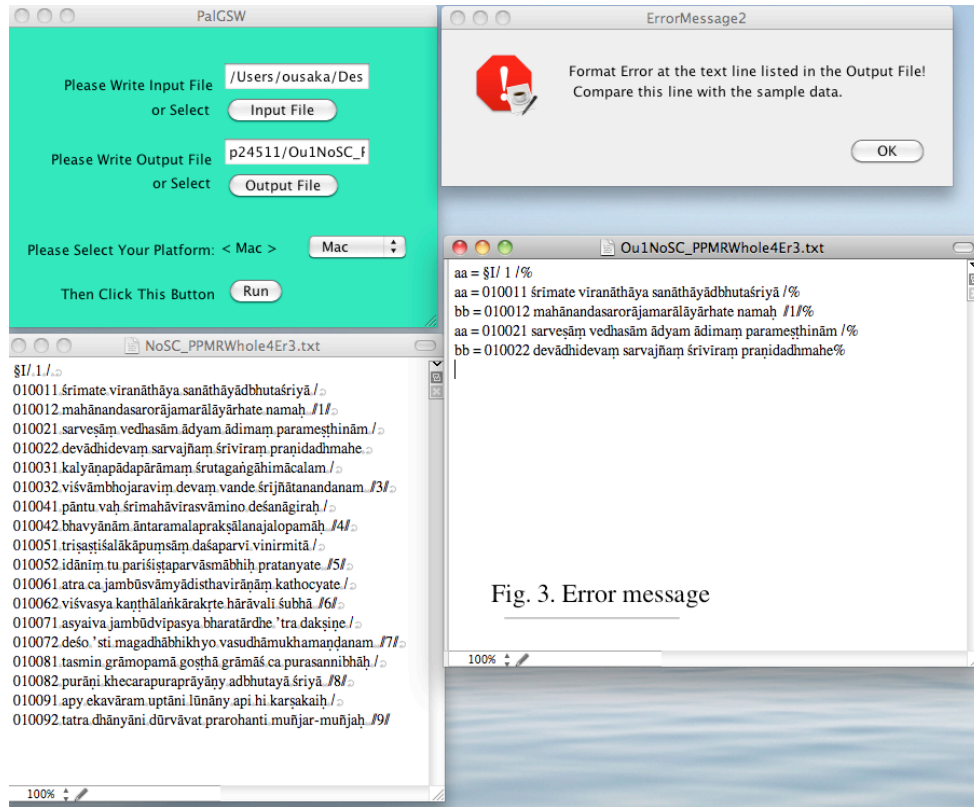 PalGSW
Please Write Input File
/Users/ousaka/Des
or Select
Input File
Please Write Output File
p24511/Ou1NoSC_F
or Select
Output File
Please Select Your Platform: < Mac >
Mac
Then Click This Button
Run
ErrorMessage2
Format Error at the text line listed in the Output File!
Compare this line with the sample data.
OK
NoSC_PPMRWhole4Er3.txt
§I/ 1 /
010011 śrīmate vīranāthāya sanāthāyādbhutaśriyā /
010012 mahānandasarorājamarālāyārhate namaḥ //1/
010021 sarveṣāṃ vedhasām ādyam ādimaṃ parameṣṭhinām /
010022 devādhidevaṃ sarvajñaṃ śrīvīraṃ praṇidadhmahe
010031 kalyāṇapādapārāmaṃ śrutagaṅgāhimācalam /
010032 viśvāmbhojaraviṃ devaṃ vande śrījñātanandanam //3/
010041 pāntu vaḥ śrīmahāvīrasvāmino deśanāgiraḥ /
010042 bhavyānām āntaramalaprakṣālanajalopamāḥ //4/
010051 triṣaṣṭiśalākāpuṃsāṃ daśaparvī vinirmitā /
010052 idānīṃ tu pariśiṣṭaparvāsmābhiḥ pratanyate //5/
010061 atra ca jambūsvāmyādisthavirāṇāṃ kathocyate /
010062 viśvasya kaṇṭhālaṅkārakṛte hārāvali śubhā //6/
010071 asyaiva jambūdvīpasya bharatārdhe 'tra dakṣiṇe /
010072 deśo 'sti magadhābhikhyo vasudhāmukhamaṇḍanam //7/
010081 tasmin grāmopamā goṣṭhā grāmāś ca purasannibhāḥ /
010082 purāṇi khecarapuraprāyāṇy adbhutayā śriyā //8/
010091 apy ekavāram uptāni lūnāny api hi karṣakaiḥ /
010092 tatra dhānyāni dūrvāvat prarohanti muñjar-muñjaḥ //9/
100%
Ou1NoSC_PPMRWhole4Er3.txt
aa = §I/ 1 /%
aa = 010011 śrīmate vīranāthāya sanāthāyādbhutaśriyā /%
bb = 010012 mahānandasarorājamarālāyārhate namaḥ //1/%
aa = 010021 sarveṣāṃ vedhasām ādyam ādimaṃ parameṣṭhinām /%
bb = 010022 devādhidevaṃ sarvajñaṃ śrīvīraṃ praṇidadhmahe%
Fig. 3. Error message
100%